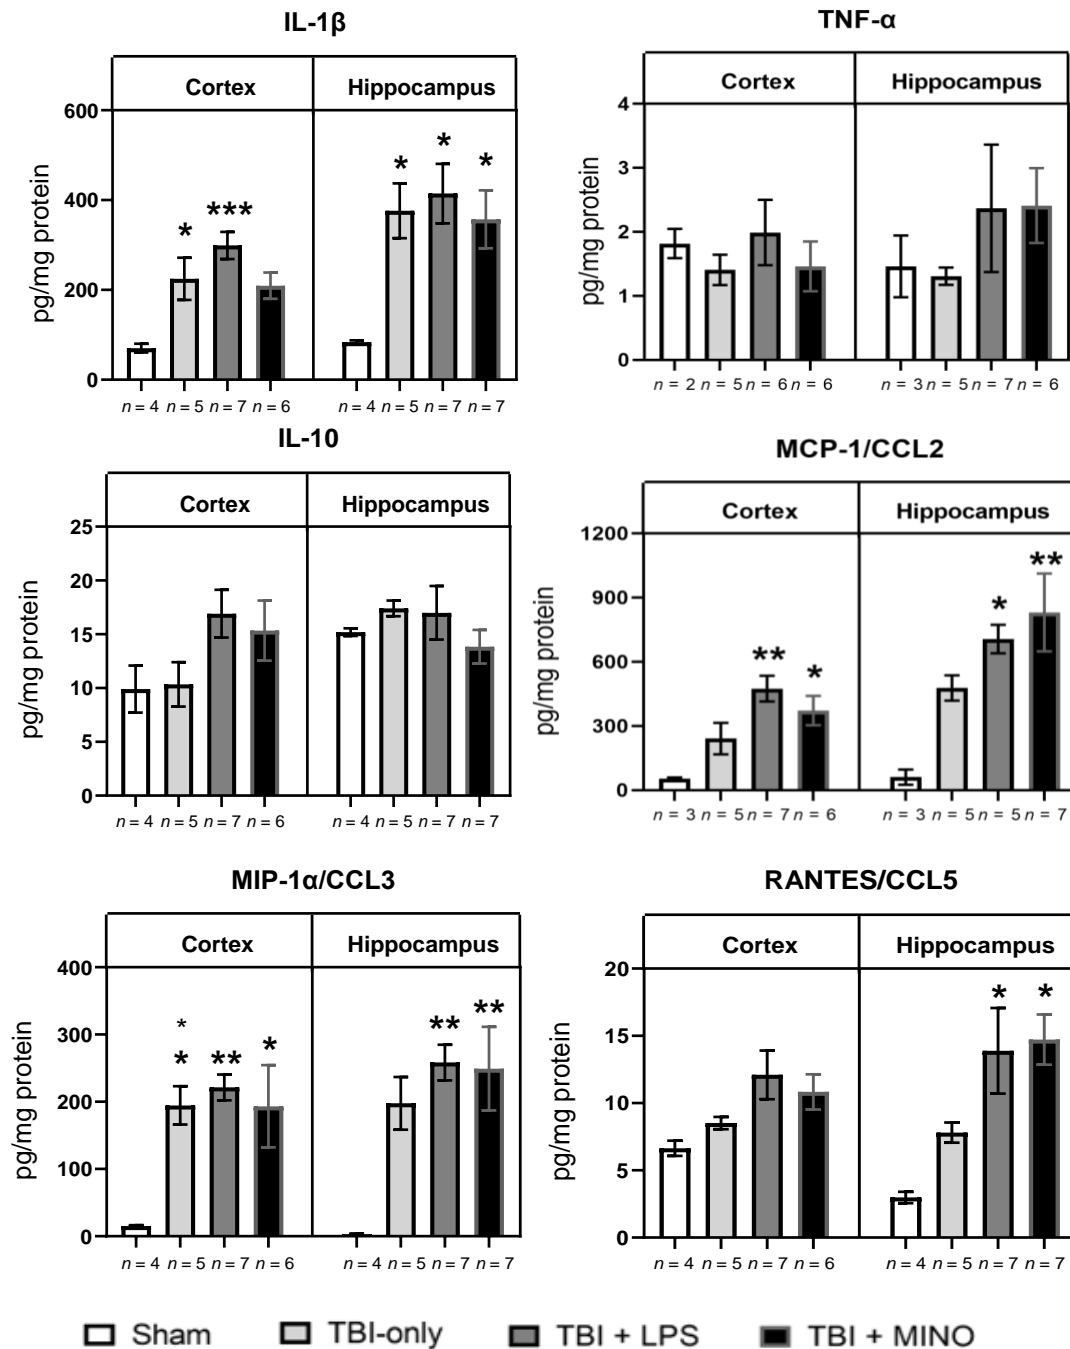 IL-1β
Cortex Hippocampus
pg/mg protein
600
400
200
0
* *** * * *
n = 4 n = 5 n = 7 n = 6 n = 4 n = 5 n = 7 n = 7
TNF-α
Cortex Hippocampus
pg/mg protein
4
3
2
1
0
n = 2 n = 5 n = 6 n = 6 n = 3 n = 5 n = 7 n = 6
IL-10
Cortex Hippocampus
pg/mg protein
25
20
15
10
5
0
n = 4 n = 5 n = 7 n = 6 n = 4 n = 5 n = 7 n = 7
MCP-1/CCL2
Cortex Hippocampus
pg/mg protein
1200
900
600
300
0
** * * **
n = 3 n = 5 n = 7 n = 6 n = 3 n = 5 n = 5 n = 7
MIP-1α/CCL3
Cortex Hippocampus
pg/mg protein
400
300
200
100
0
*
* ** * ** **
n = 4 n = 5 n = 7 n = 6 n = 4 n = 5 n = 7 n = 7
RANTES/CCL5
Cortex Hippocampus
pg/mg protein
20
15
10
5
0
* *
n = 4 n = 5 n = 7 n = 6 n = 4 n = 5 n = 7 n = 7
Sham TBI-only TBI + LPS TBI + MINO